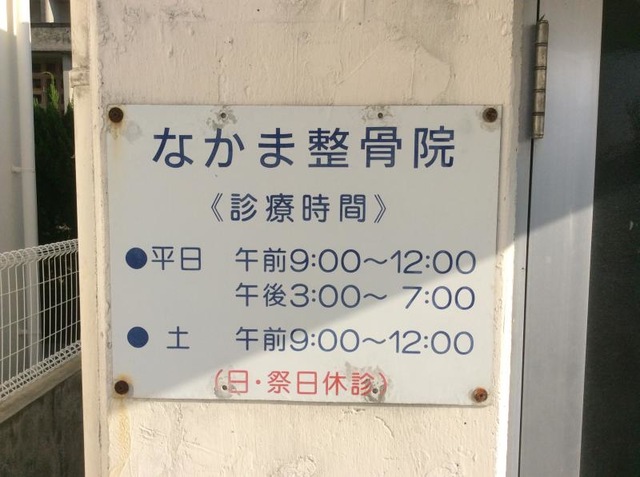 なかま整骨院
《診療時間》
●平日 午前9:00～12:00
午後3:00～ 7:00
● 土 午前9:00～12:00
(日・祭日休診)